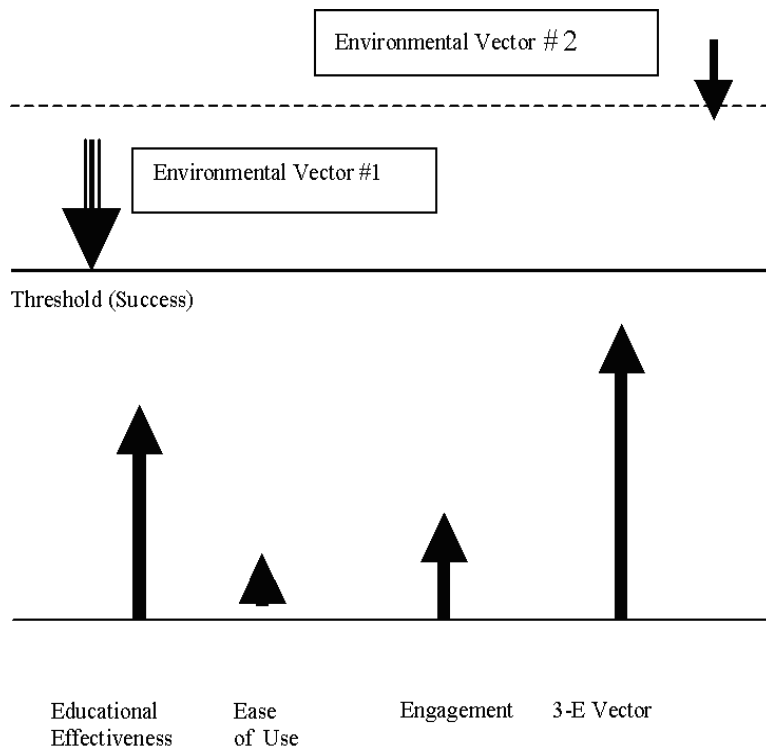 Environmental Vector #2
Environmental Vector #1
Threshold (Success)
Educational
Effectiveness
Ease
of Use
Engagement
3-E Vector